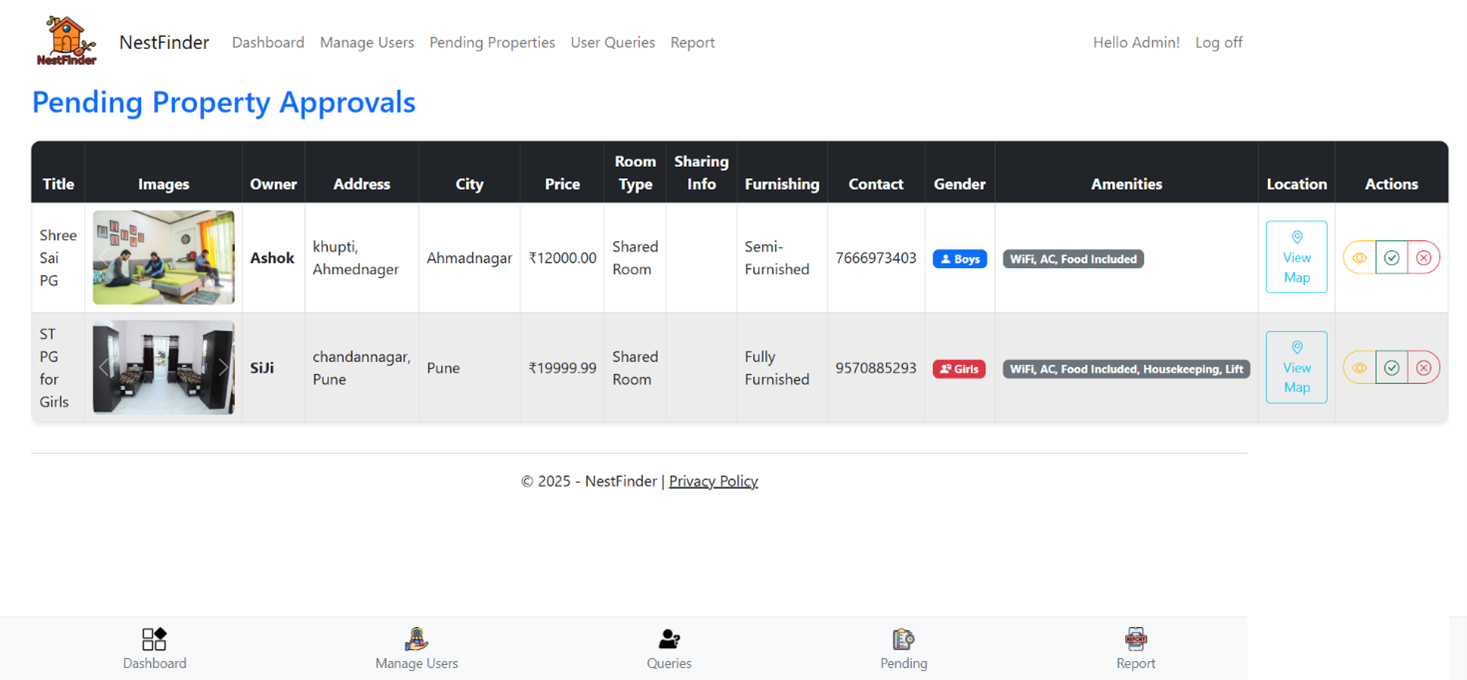 NestFinder
NestFinder Dashboard Manage Users Pending Properties User Queries Report Hello Admin! Log off
Pending Property Approvals
Title Images Owner Address City Price Room Type Sharing Info Furnishing Contact Gender Amenities Location Actions
Shree Sai PG Ashok khupti, Ahmednager Ahmadnagar ₹12000.00 Shared Room Semi-Furnished 7666973403 Boys WiFi, AC, Food Included View Map
ST PG for Girls SiJi chandannagar, Pune Pune ₹19999.99 Shared Room Fully Furnished 9570885293 Girls WiFi, AC, Food Included, Housekeeping, Lift View Map
© 2025 - NestFinder | Privacy Policy
REPORT
Dashboard Manage Users Queries Pending Report